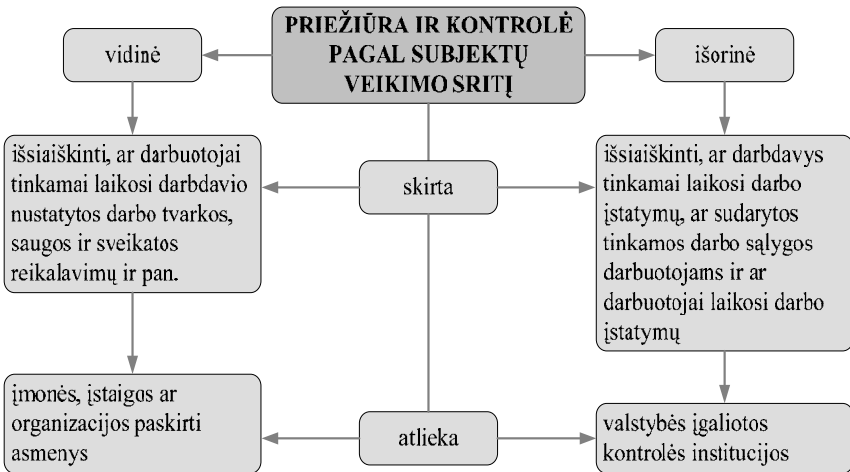 PRIEŽIŪRA IR KONTROLĖ
PAGAL SUBJEKTŲ
VEIKIMO SRITĮ
vidinė
išorinė
išsiaiškinti, ar darbuotojai
tinkamai laikosi darbdavio
nustatytos darbo tvarkos,
saugos ir sveikatos
reikalavimų ir pan.
skirta
išsiaiškinti, ar darbdavys
tinkamai laikosi darbo
įstatymų, ar sudarytos
tinkamos darbo sąlygos
darbuotojams ir ar
darbuotojai laikosi darbo
įstatymų
įmonės, įstaigos ar
organizacijos paskirti
asmenys
atlieka
valstybės įgaliotos
kontrolės institucijos